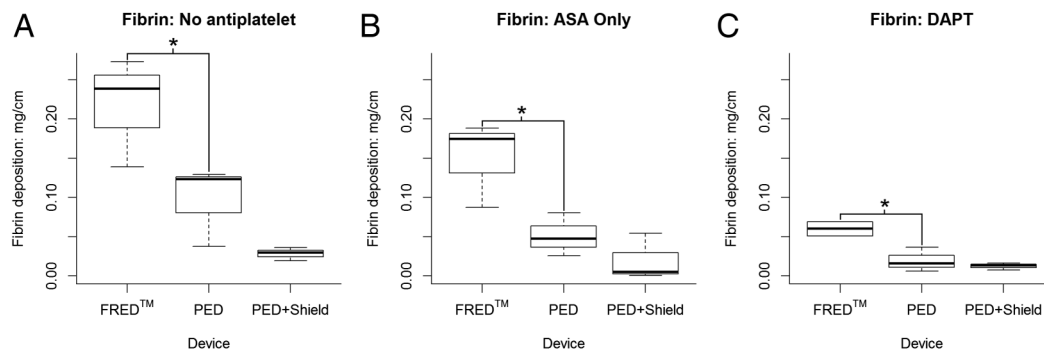 A
Fibrin: No antiplatelet
*
Fibrin deposition: mg/cm
0.20
0.10
0.00
FRED™
PED
PED+Shield
Device
B
Fibrin: ASA Only
*
Fibrin deposition: mg/cm
0.20
0.10
0.00
FRED™
PED
PED+Shield
Device
C
Fibrin: DAPT
*
Fibrin deposition: mg/cm
0.20
0.10
0.00
FRED™
PED
PED+Shield
Device